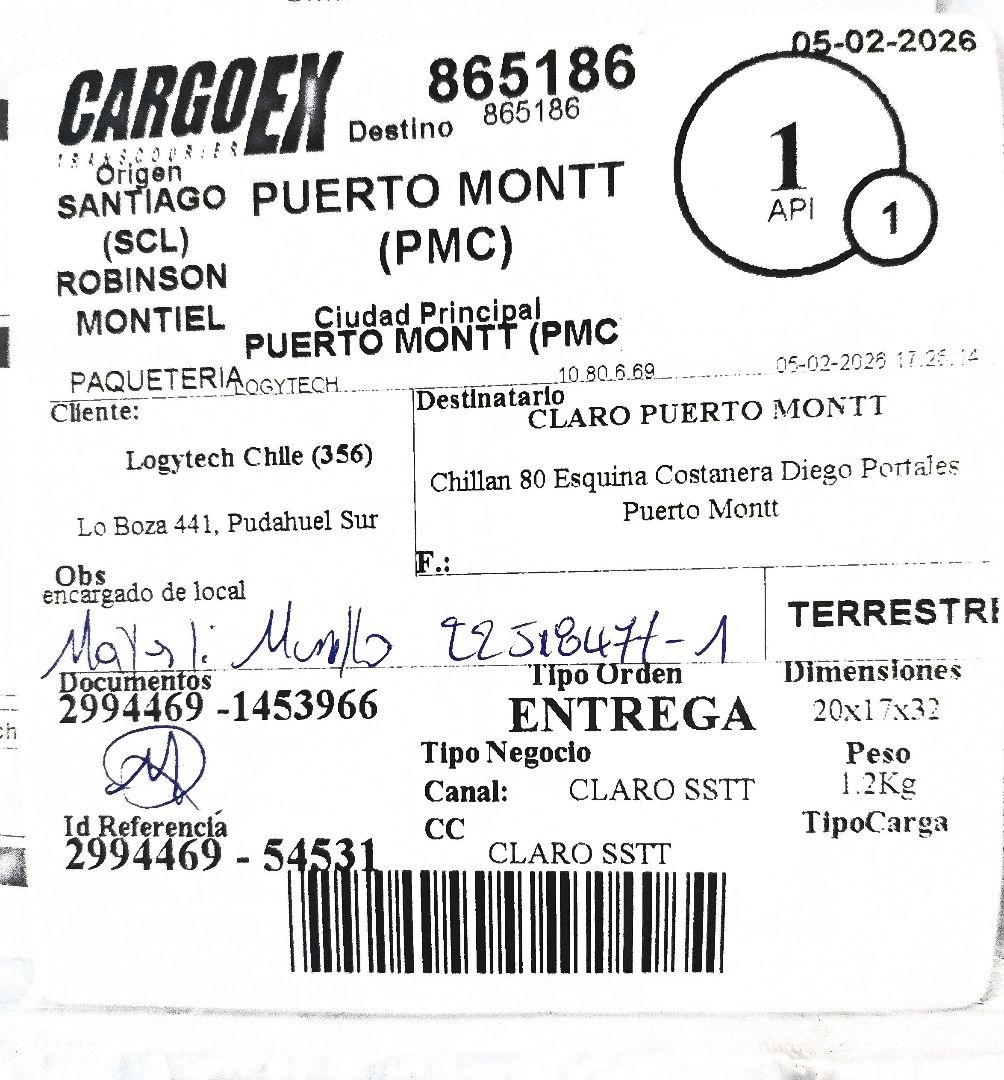 CARGOEX
TRANSCOURIER
865186
05-02-2026
Destino 865186
Origen
SANTIAGO
(SCL)
ROBINSON
MONTIEL
PUERTO MONTT
(PMC)
Ciudad Principal
PUERTO MONTT (PMC
1
API
1
PAQUETERIA OGYTECH 10.80.6.69 05-02-2026 17:25:14
Cliente:
Logytech Chile (356)
Lo Boza 441, Pudahuel Sur
Destinatario
CLARO PUERTO MONTT
Chillan 80 Esquina Costanera Diego Portales
Puerto Montt
F.:
Obs
encargado de local
TERRESTRE
Documentos
2994469 -1453966
Tipo Orden
ENTREGA
Dimensiones
20x17x32
Tipo Negocio
Peso
1.2Kg
Canal: CLARO SSTT
CC
CLARO SSTT
TipoCarga
Id Referencía
2994469 - 54531